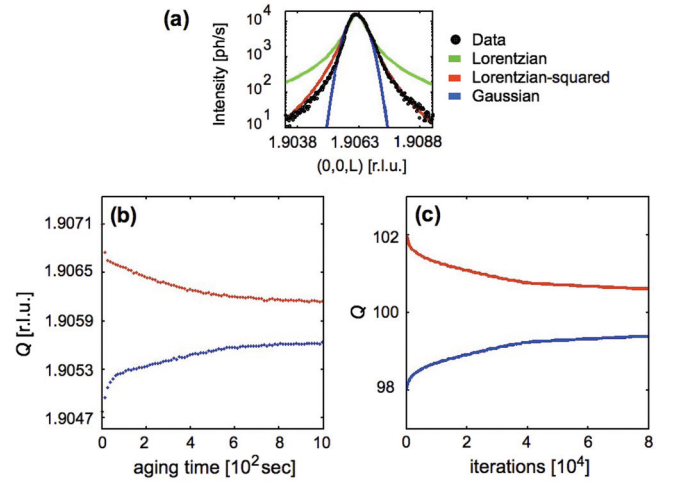 (a)
Intensity [ph/s]
10^4
10^3
10^2
10^1
1.9038 1.9063 1.9088
(0,0,L) [r.l.u.]
Data
Lorentzian
Lorentzian-squared
Gaussian
(b)
Q [r.l.u.]
1.9071
1.9065
1.9059
1.9053
1.9047
0 2 4 6 8 10
aging time [10^2 sec]
(c)
Q
102
100
98
0 2 4 6 8
iterations [10^4]